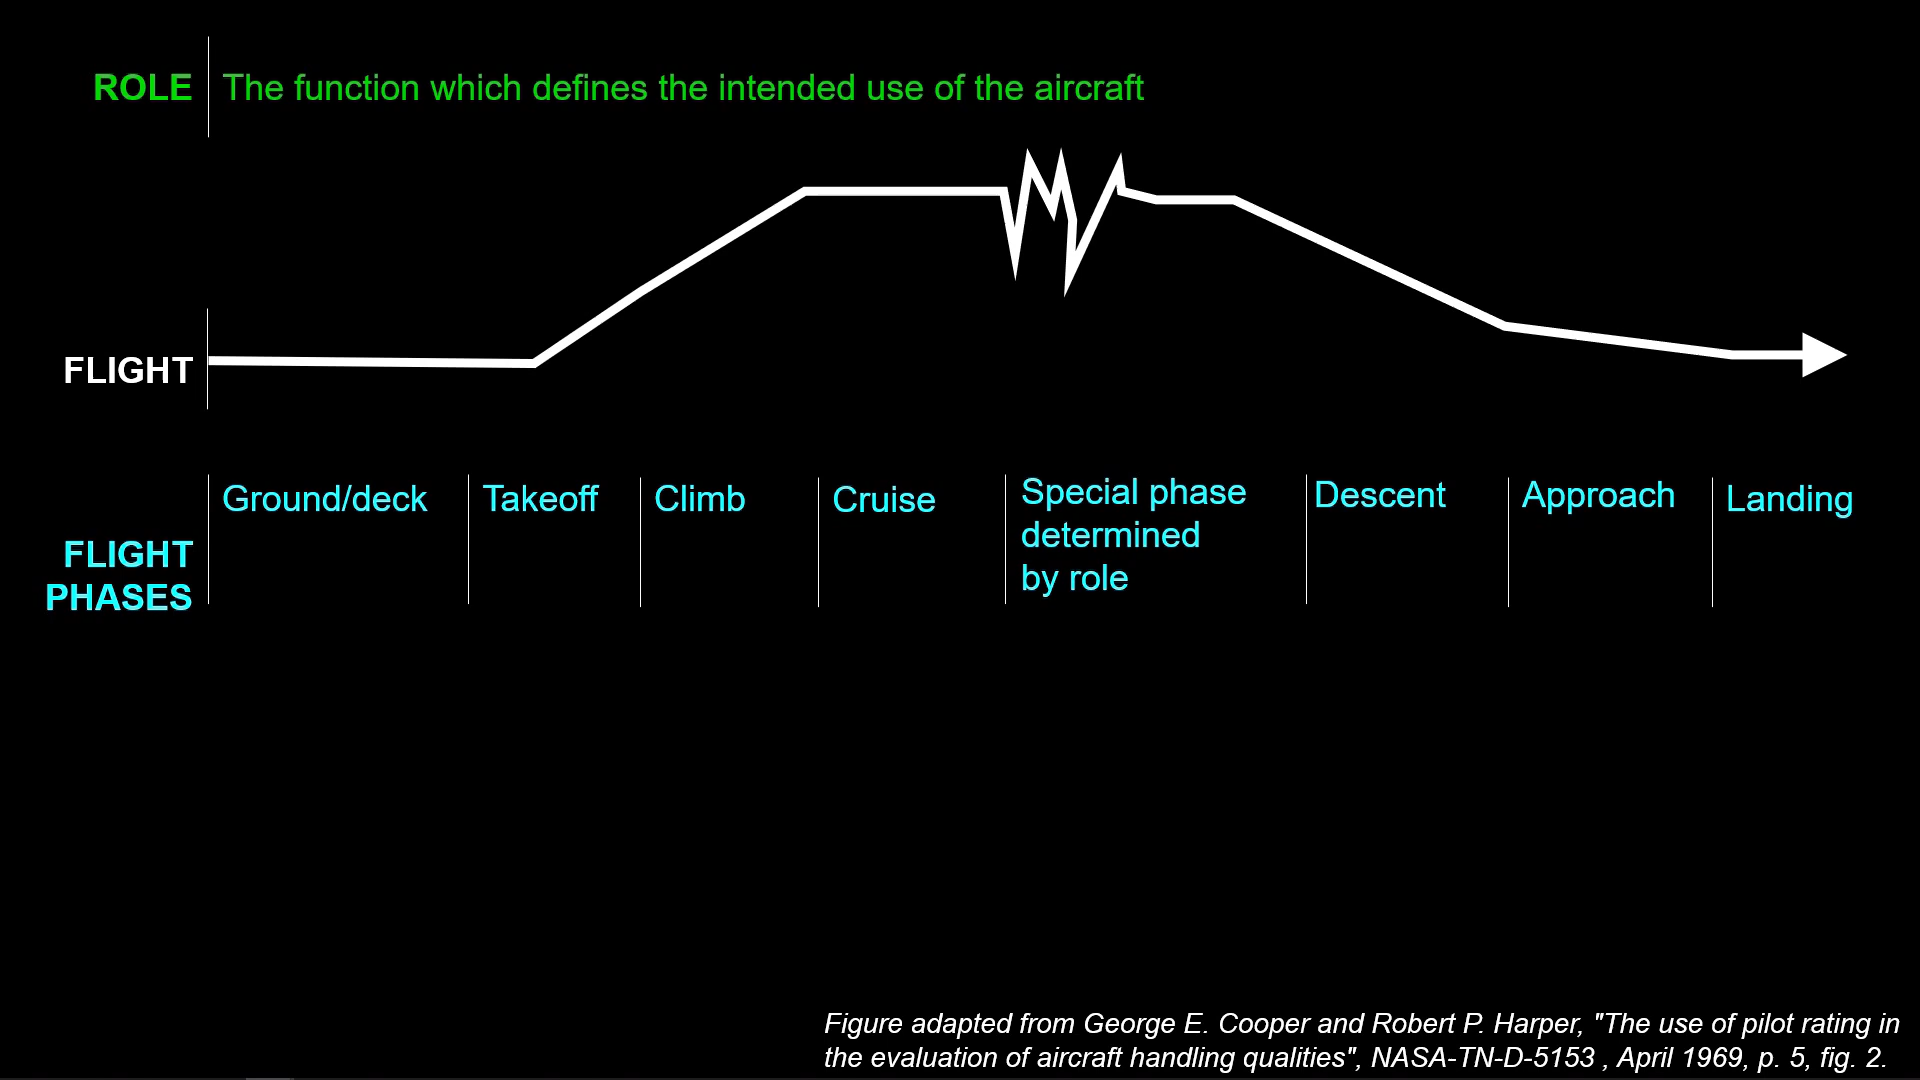 ROLE
The function which defines the intended use of the aircraft
FLIGHT
FLIGHT
PHASES
Ground/deck
Takeoff
Climb
Cruise
Special phase
determined
by role
Descent
Approach
Landing
Figure adapted from George E. Cooper and Robert P. Harper, "The use of pilot rating in
the evaluation of aircraft handling qualities", NASA-TN-D-5153 , April 1969, p. 5, fig. 2.